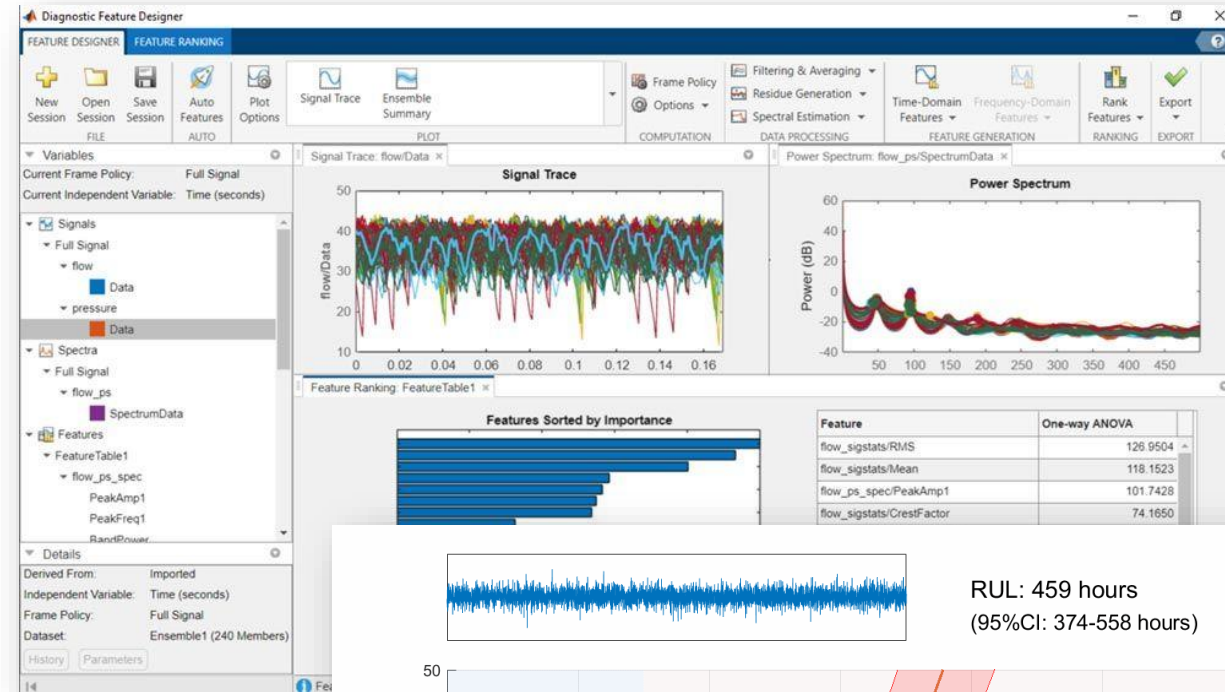 Diagnostic Feature Designer
FEATURE DESIGNER FEATURE RANKING
New Session
Open Session
Save Session
FILE
Auto Features
AUTO
Plot Options
Signal Trace
Ensemble Summary
PLOT
Frame Policy
Options
COMPUTATION
Filtering & Averaging
Residue Generation
Spectral Estimation
DATA PROCESSING
Time-Domain Features
Frequency-Domain Features
FEATURE GENERATION
Rank Features
RANKING
Export
EXPORT
Variables
Current Frame Policy: Full Signal
Current Independent Variable: Time (seconds)
Signals
Full Signal
flow
Data
pressure
Data
Spectra
Full Signal
flow_ps
SpectrumData
Features
FeatureTable1
flow_ps_spec
PeakAmp1
PeakFreq1
BandPower
Details
Derived From: Imported
Independent Variable: Time (seconds)
Frame Policy: Full Signal
Dataset: Ensemble1 (240 Members)
History Parameters
Signal Trace: flow/Data
Signal Trace
flow/Data
50
40
30
20
10
0 0.02 0.04 0.06 0.08 0.1 0.12 0.14 0.16
Power Spectrum: flow_ps/SpectrumData
Power Spectrum
Power (dB)
60
40
20
0
-20
-40
50 100 150 200 250 300 350 400 450
Feature Ranking: FeatureTable1
Features Sorted by Importance
Feature One-way ANOVA
flow_sigstats/RMS 126.9504
flow_sigstats/Mean 118.1523
flow_ps_spec/PeakAmp1 101.7428
flow_sigstats/CrestFactor 74.1650
RUL: 459 hours
(95%CI: 374-558 hours)
50